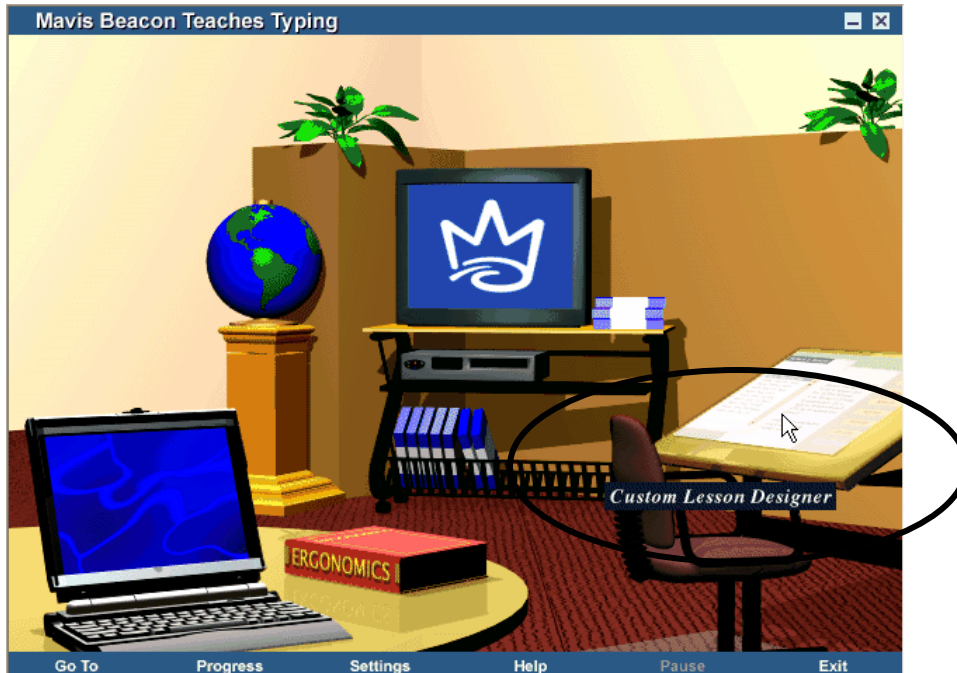 Mavis Beacon Teaches Typing
ERGONOMICS
Custom Lesson Designer
Go To Progress Settings Help Pause Exit